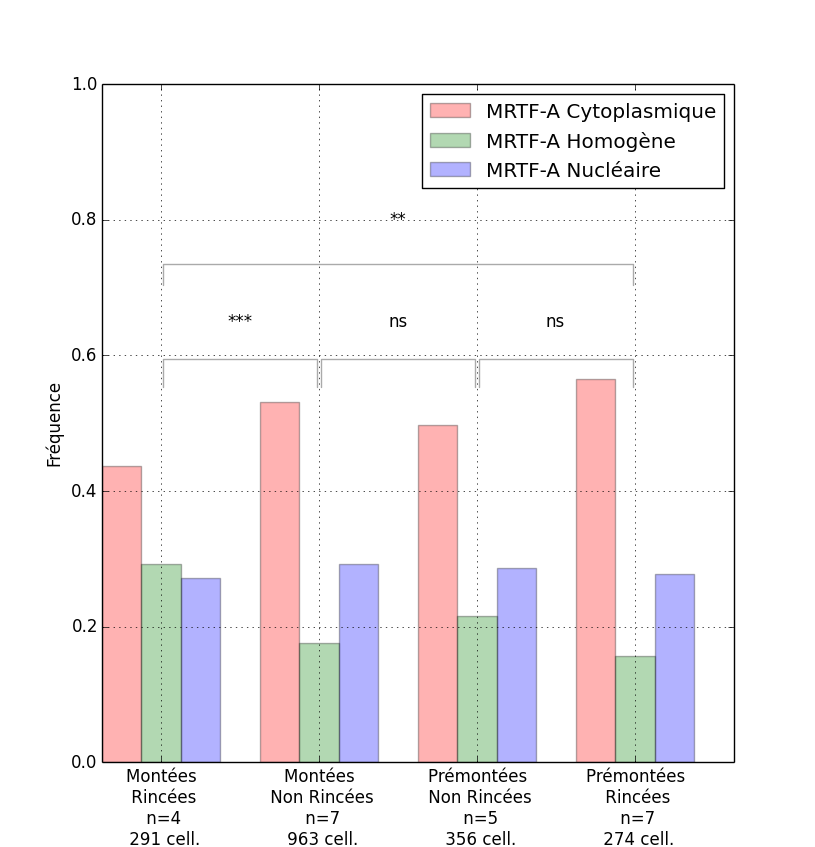 1.0
MRTF-A Cytoplasmique
MRTF-A Homogène
MRTF-A Nucléaire
0.8
**
***
ns
ns
0.6
Fréquence
0.4
0.2
0.0
Montées
Rincées
n=4
291 cell.
Montées
Non Rincées
n=7
963 cell.
Prémontées
Non Rincées
n=5
356 cell.
Prémontées
Rincées
n=7
274 cell.